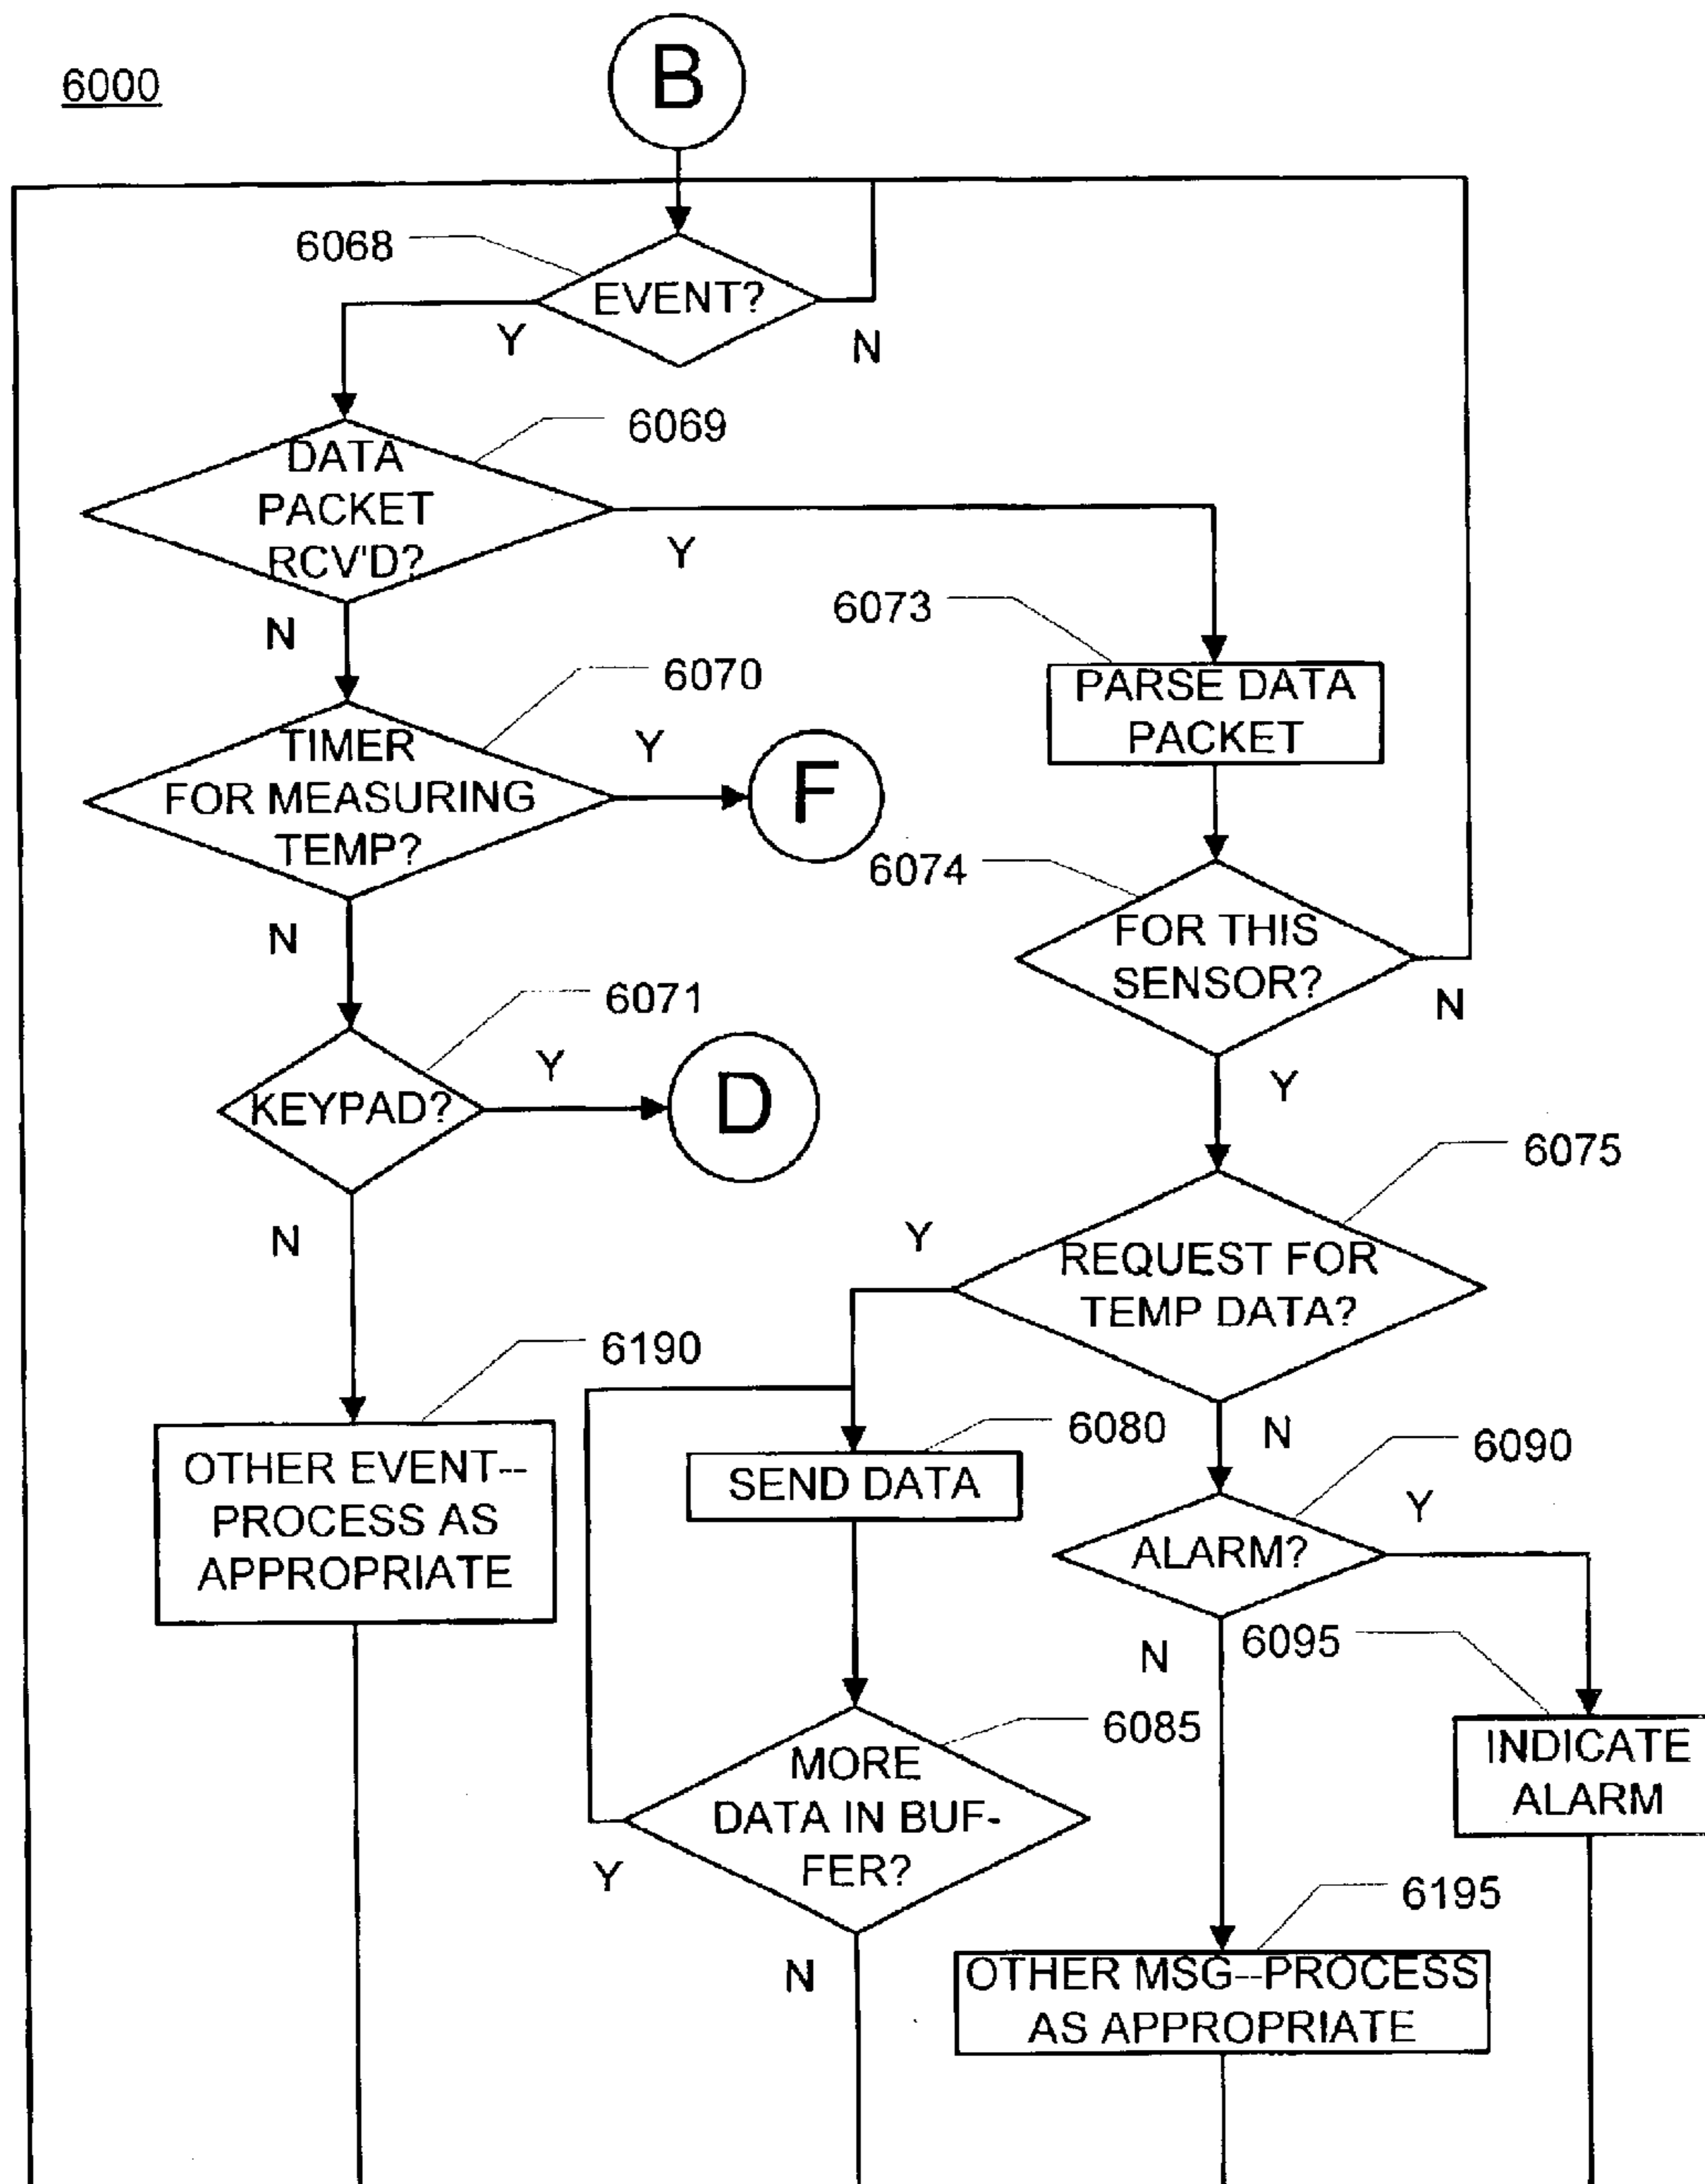 6000
B
6068
EVENT?
Y
N
6069
DATA
PACKET
RCV'D?
Y
N
6073
PARSE DATA
PACKET
6070
TIMER
FOR MEASURING
TEMP?
Y
F
N
6074
FOR THIS
SENSOR?
N
Y
6071
KEYPAD?
Y
D
N
6075
REQUEST FOR
TEMP DATA?
Y
N
6190
OTHER EVENT--
PROCESS AS
APPROPRIATE
6080
SEND DATA
6090
ALARM?
Y
N
6095
INDICATE
ALARM
6085
MORE
DATA IN BUF-
FER?
Y
N
6195
OTHER MSG--PROCESS
AS APPROPRIATE